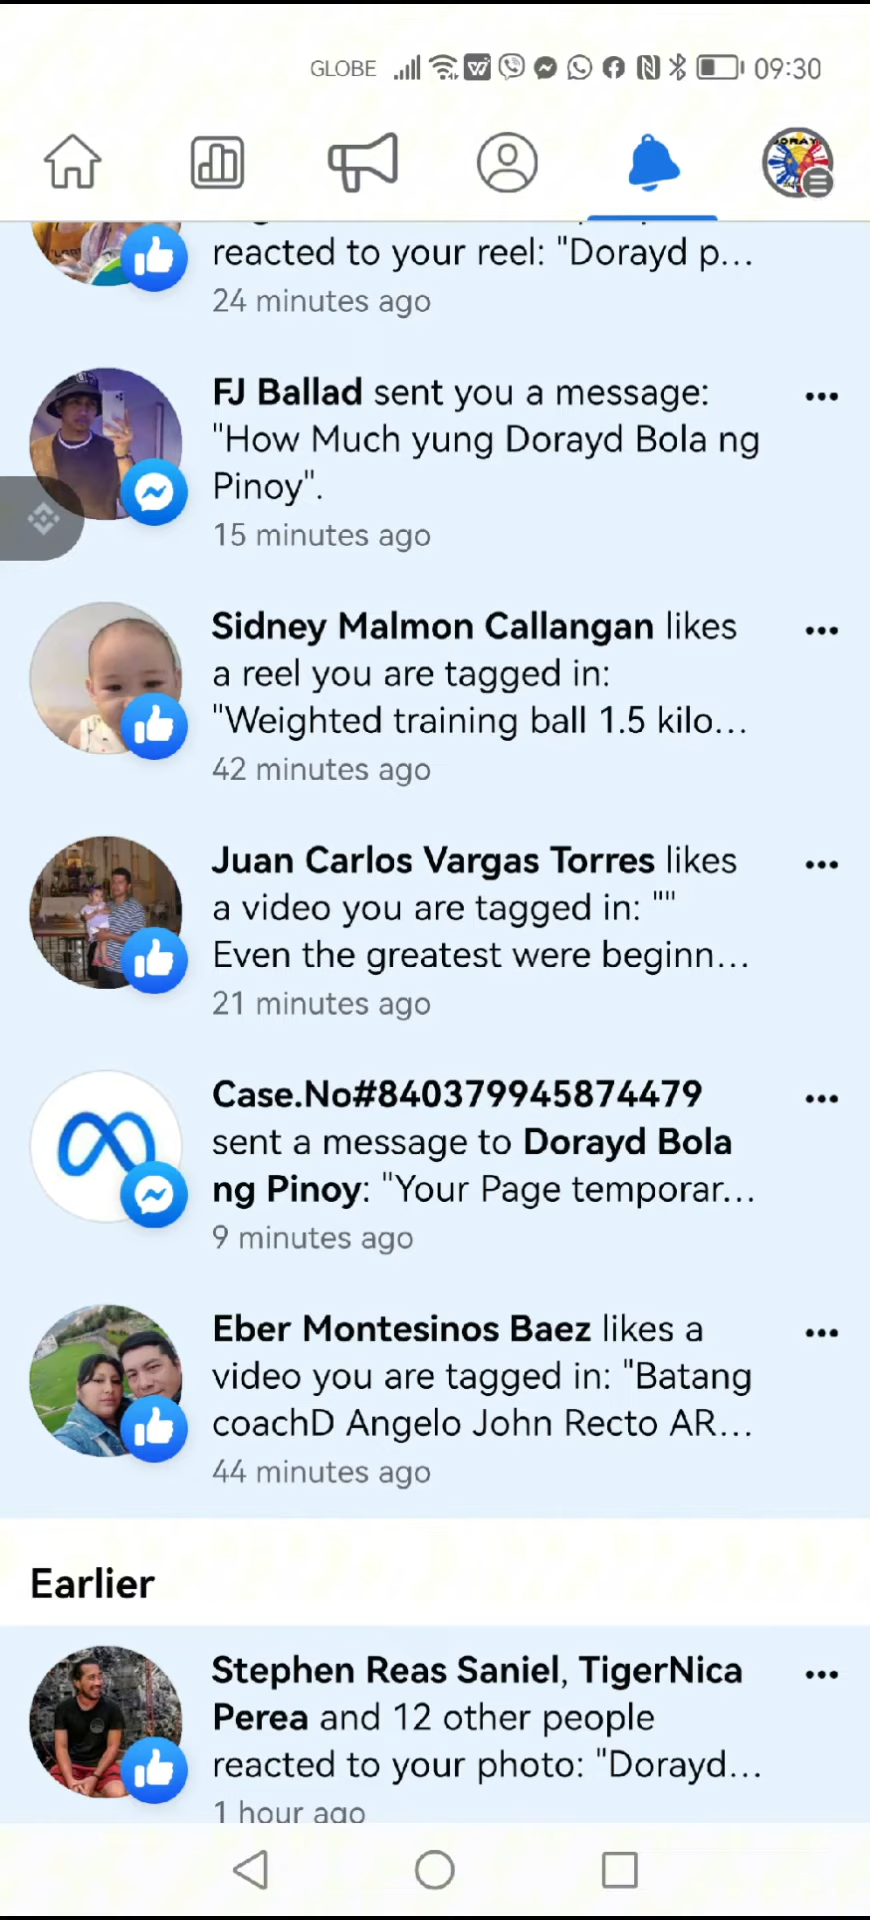 GLOBE 09:30
reacted to your reel: "Dorayd p...
24 minutes ago
FJ Ballad sent you a message:
"How Much yung Dorayd Bola ng
Pinoy".
15 minutes ago
Sidney Malmon Callangan likes
a reel you are tagged in:
"Weighted training ball 1.5 kilo...
42 minutes ago
Juan Carlos Vargas Torres likes
a video you are tagged in: ""
Even the greatest were beginn...
21 minutes ago
Case.No#840379945874479
sent a message to Dorayd Bola
ng Pinoy: "Your Page temporar...
9 minutes ago
Eber Montesinos Baez likes a
video you are tagged in: "Batang
coachD Angelo John Recto AR...
44 minutes ago
Earlier
Stephen Reas Saniel, TigerNica
Perea and 12 other people
reacted to your photo: "Dorayd...
1 hour ago